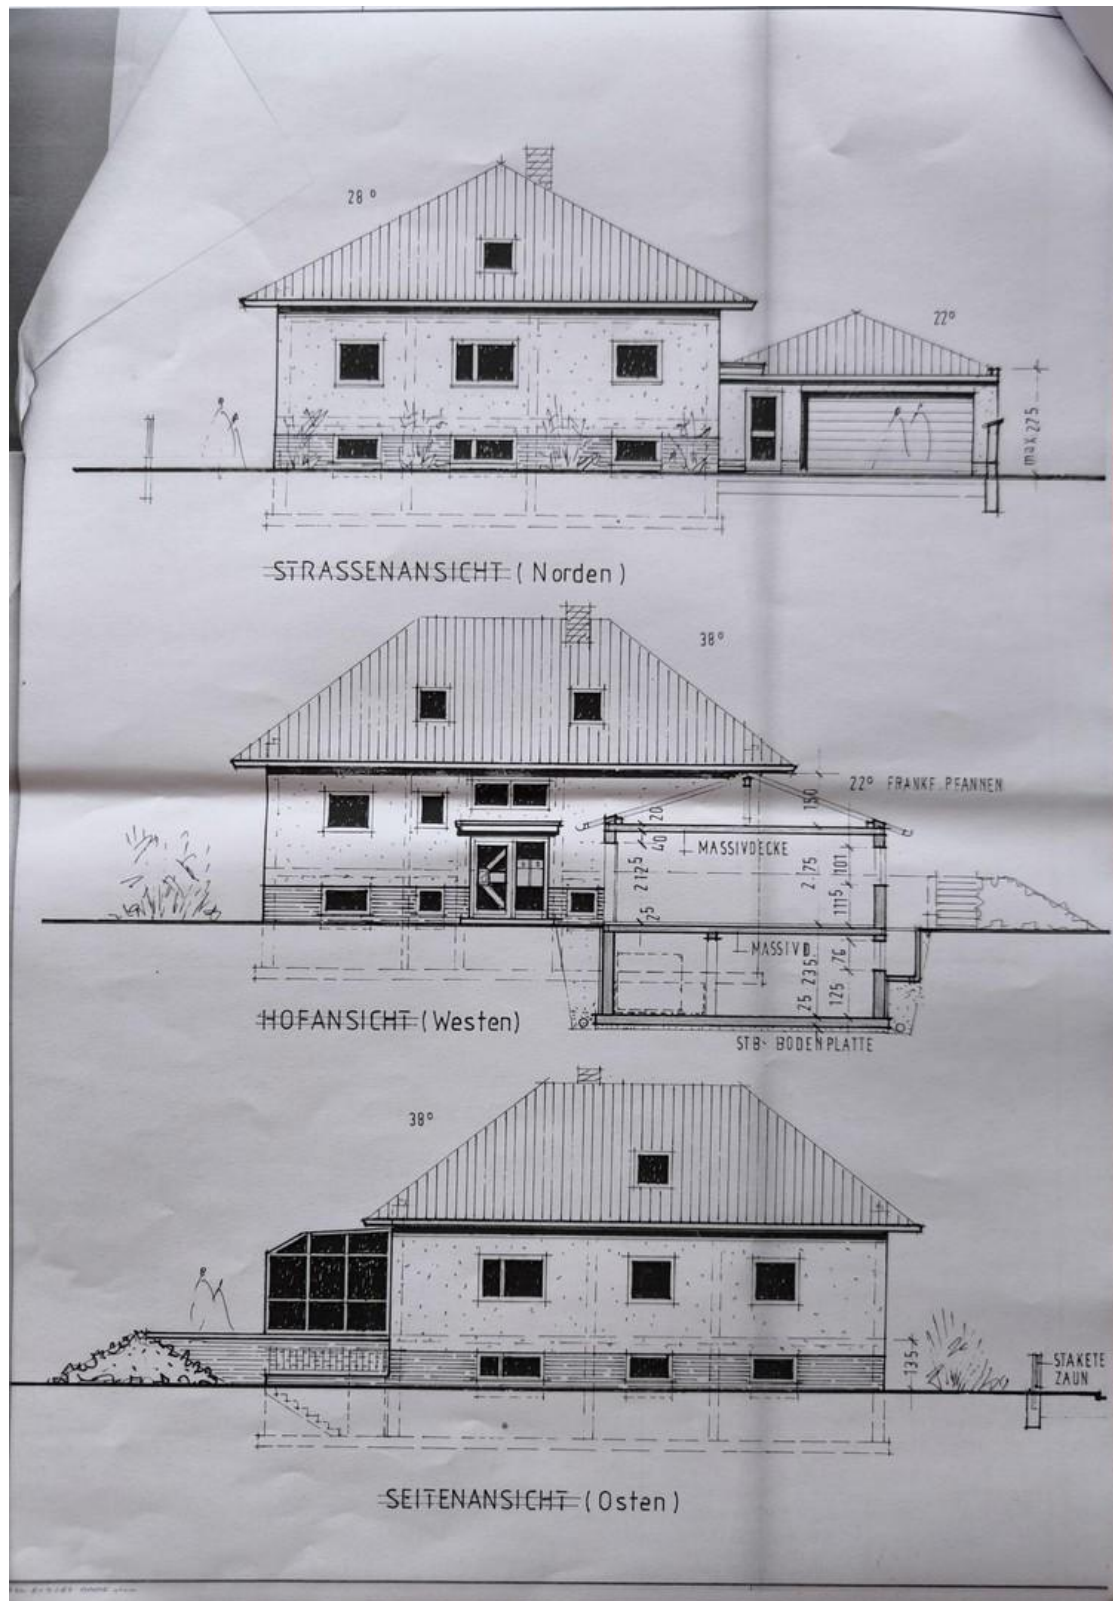 28°
22°
max 275
STRASSENANSICHT (Norden)
38°
22° FRANKF. PFANNEN
150
20
40
MASSIVDECKE
2125
2.75
101
1115
25
MASSIVD
76
235
125
25
STB- BODENPLATTE
HOFANSICHT (Westen)
38°
135
STAKETE
ZAUN
SEITENANSICHT (Osten)